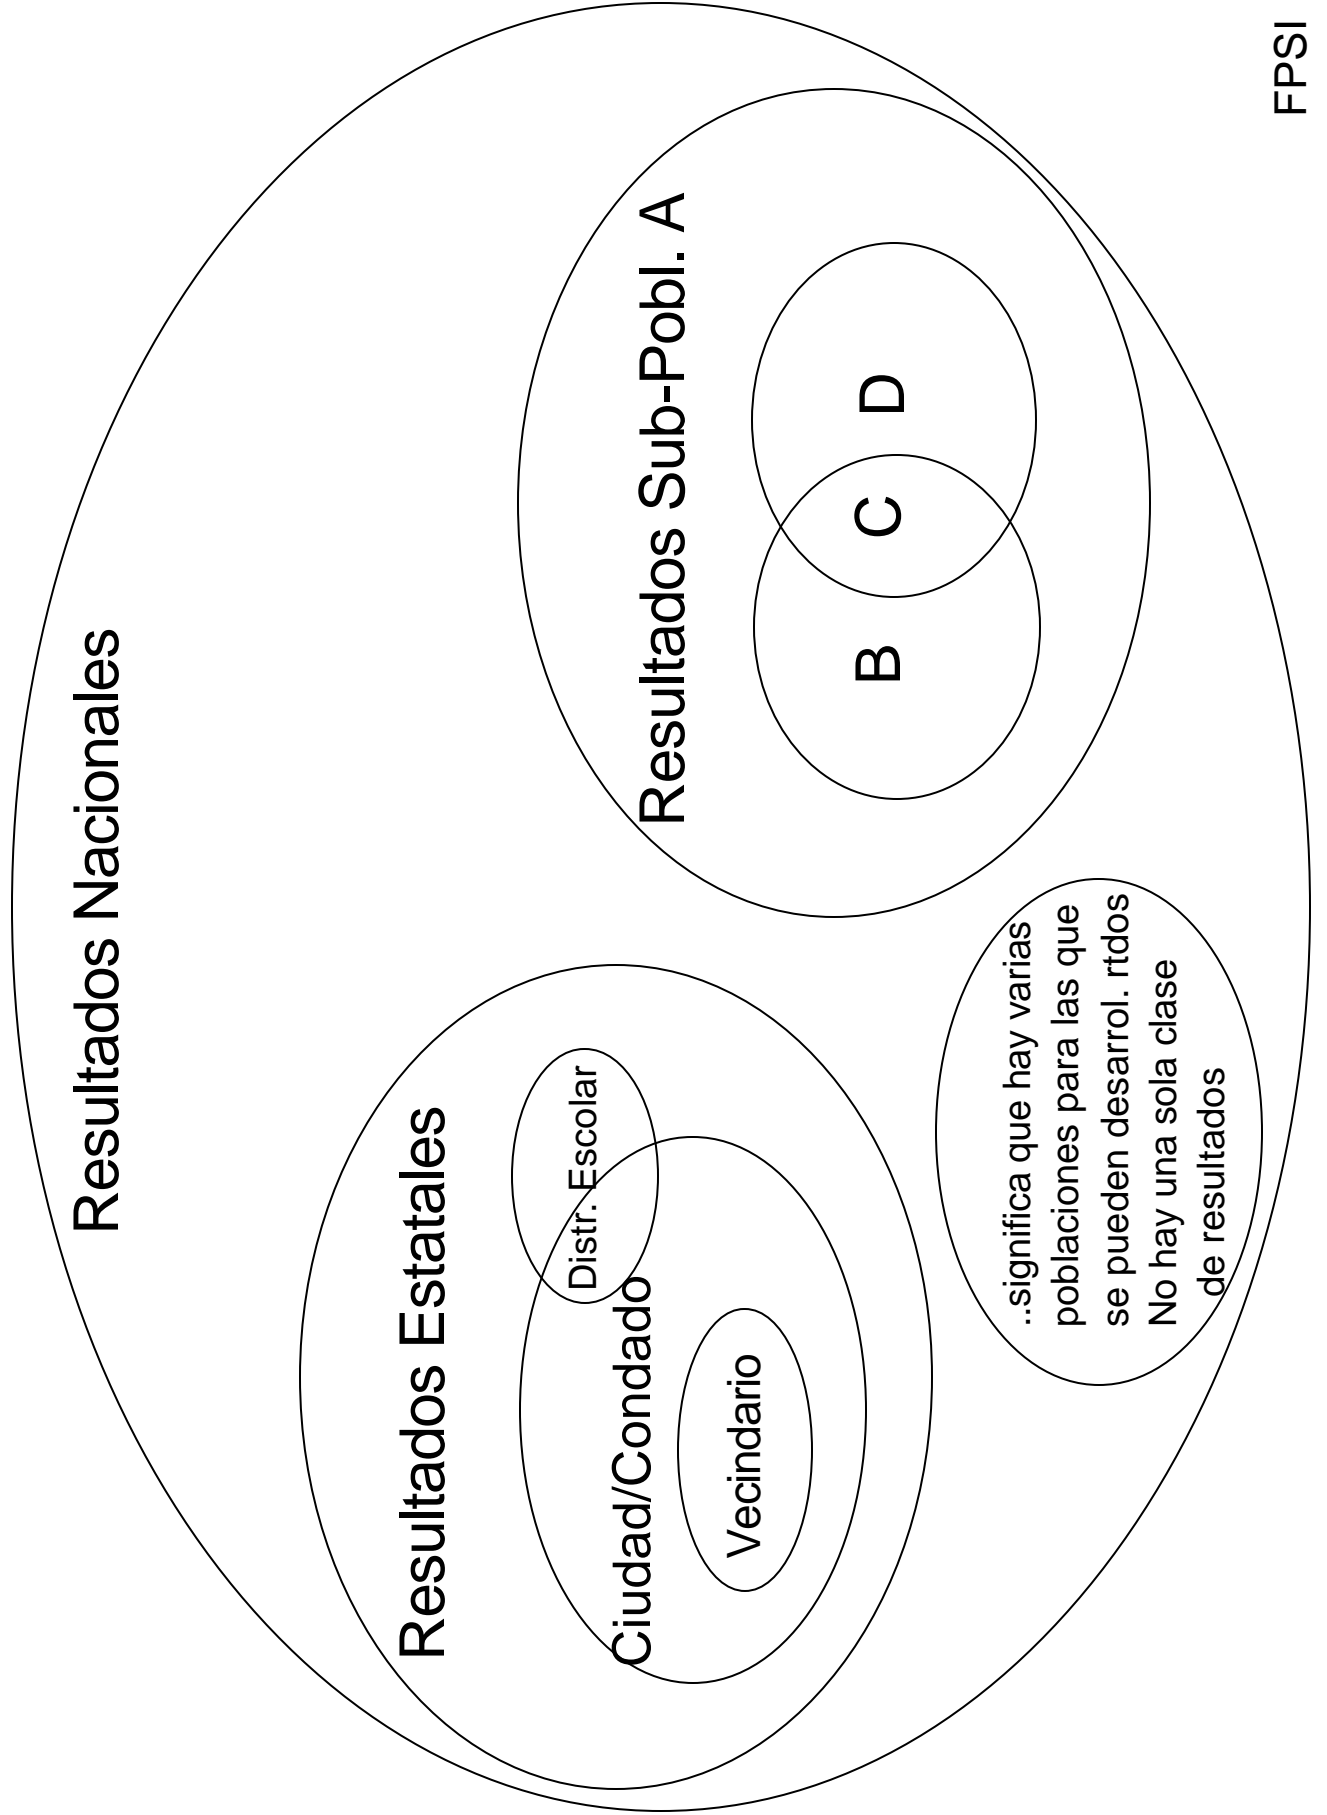 Resultados Nacionales
Resultados Estatales
Distr. Escolar
Ciudad/Condado
Vecindario
Resultados Sub-Pobl. A
B
C
D
..significa que hay varias
poblaciones para las que
se pueden desarrol. rtdos
No hay una sola clase
de resultados
FPSI